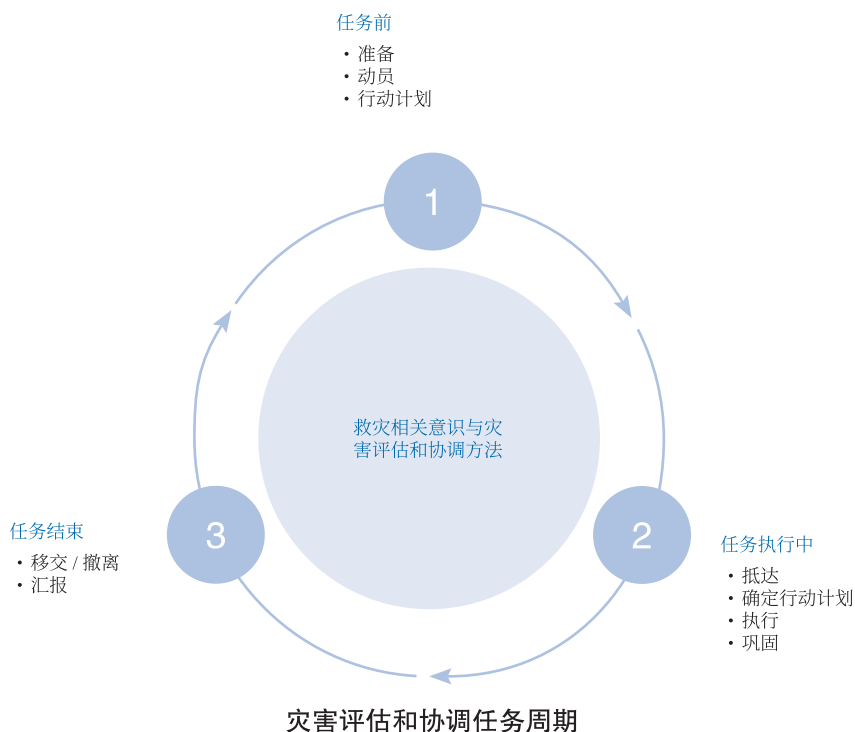 任务前
• 准备
• 动员
• 行动计划
1
救灾相关意识与灾
害评估和协调方法
3
2
任务结束
• 移交 / 撤离
• 汇报
任务执行中
• 抵达
• 确定行动计划
• 执行
• 巩固
灾害评估和协调任务周期